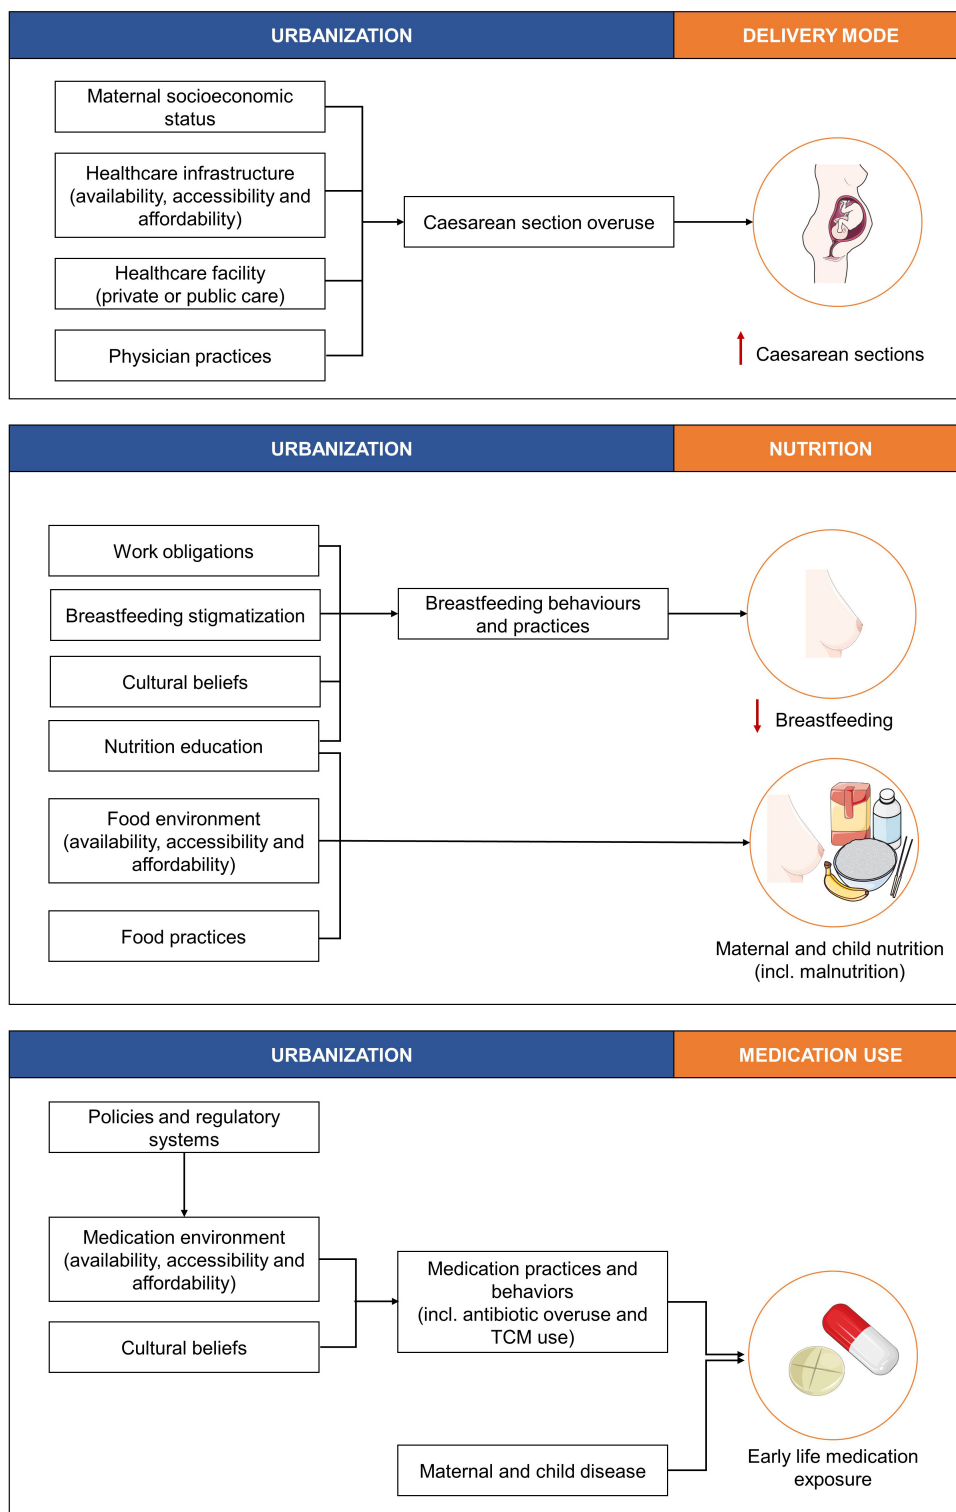 URBANIZATION
DELIVERY MODE
Maternal socioeconomic
status
Healthcare infrastructure
(availability, accessibility and
affordability)
Healthcare facility
(private or public care)
Physician practices
Caesarean section overuse
Caesarean sections
URBANIZATION
NUTRITION
Work obligations
Breastfeeding stigmatization
Cultural beliefs
Nutrition education
Food environment
(availability, accessibility and
affordability)
Food practices
Breastfeeding behaviours
and practices
Breastfeeding
Maternal and child nutrition
(incl. malnutrition)
URBANIZATION
MEDICATION USE
Policies and regulatory
systems
Medication environment
(availability, accessibility and
affordability)
Cultural beliefs
Medication practices and
behaviors
(incl. antibiotic overuse and
TCM use)
Maternal and child disease
Early life medication
exposure